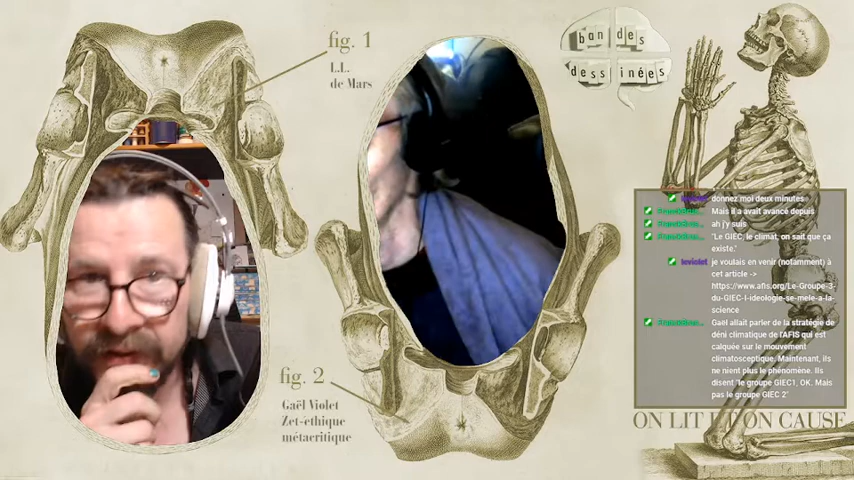 fig. 1
L.L.
de Mars
bandes
dessinées
donnez moi deux minutes
Mais il a avait avancé depuis
ah j'y suis
"Le GIEC, le climat, on sait que ça
existe."
leviolet je voulais en venir (notamment) à
cet article ->
https://www.afis.org/Le-Groupe-3-
du-GIEC-l-ideologie-se-mele-a-la-
science
Gaël allait parler de la stratégie de
déni climatique de l'AFIS qui est
calquée sur le mouvement
climatosceptique. Maintenant, ils
ne nient plus le phénomène. Ils
disent "le groupe GIEC1, OK. Mais
pas le groupe GIEC 2"
fig. 2
Gaël Violet
Zet-ethique
métacritique
ON LIT ET ON CAUSE